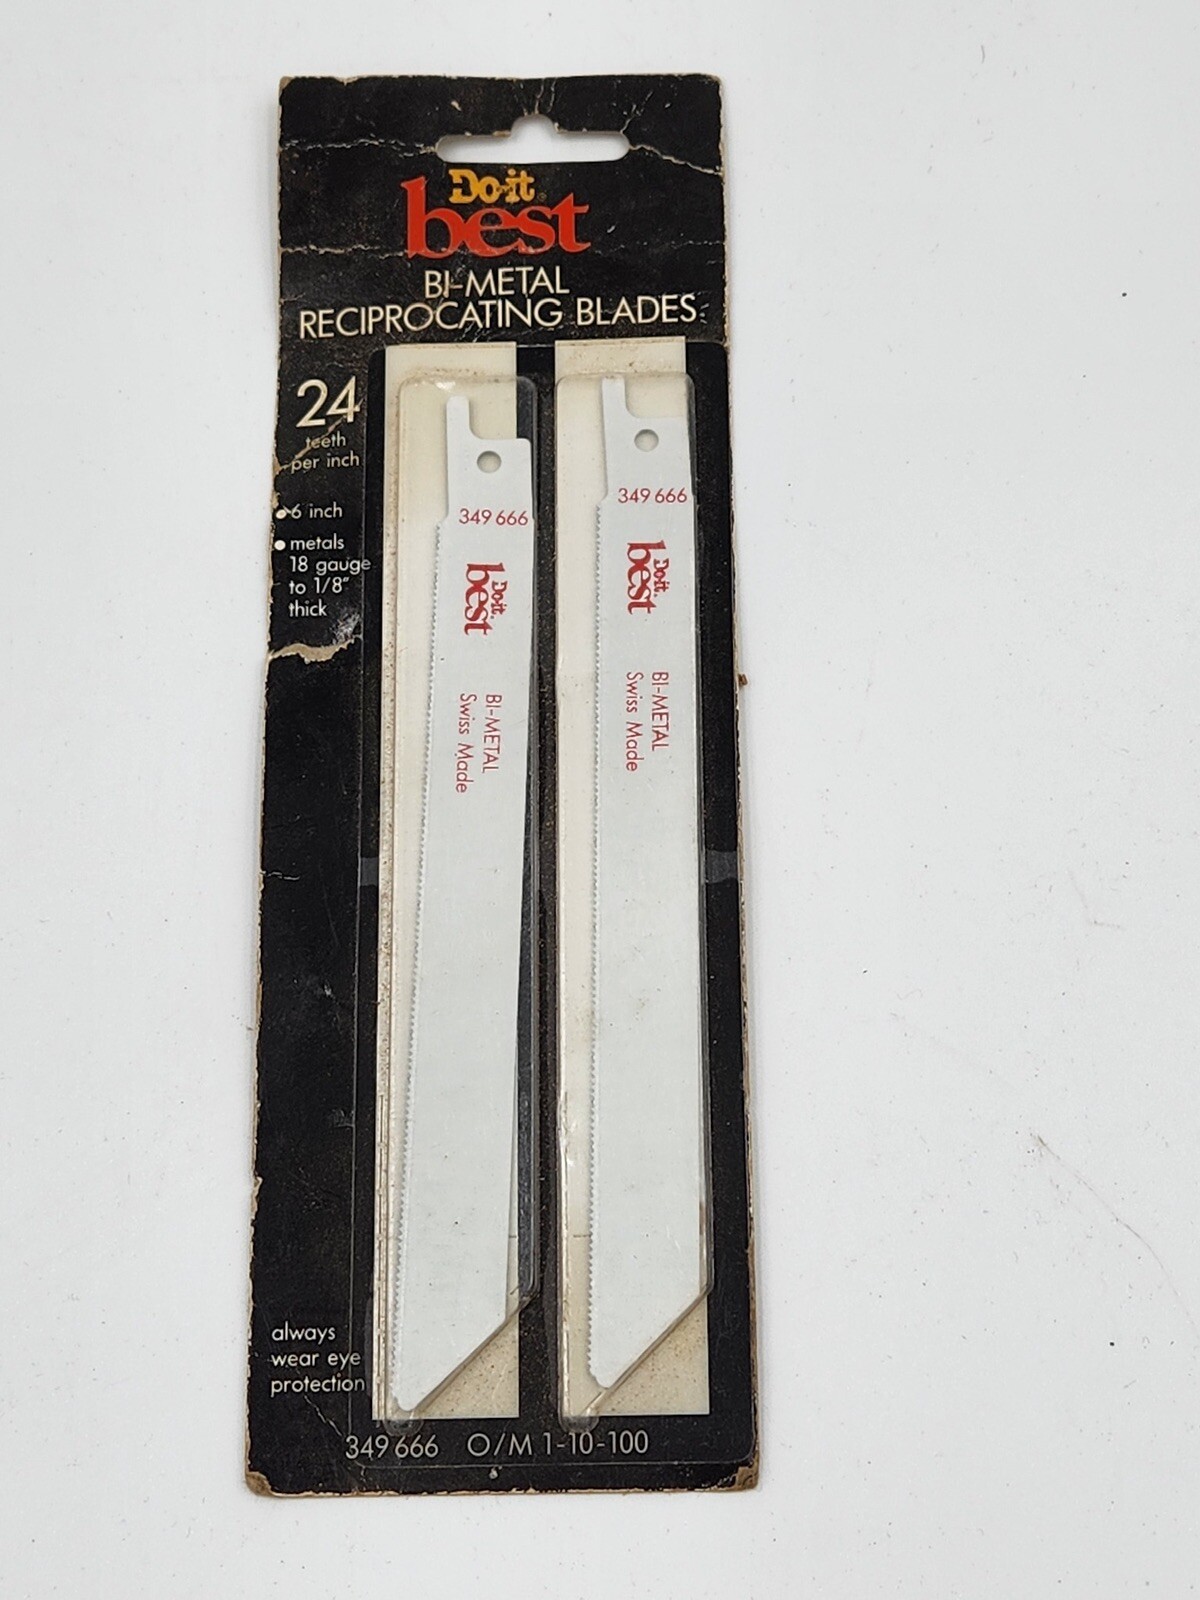 Do-it
best
BI-METAL
RECIPROCATING BLADES
24
teeth
per inch
• 6 inch
• metals
18 gauge
to 1/8"
thick
349 666
Do-it
best
BI-METAL
Swiss Made
349 666
Do-it
best
BI-METAL
Swiss Made
always
wear eye
protection
349 666 O/M 1-10-100